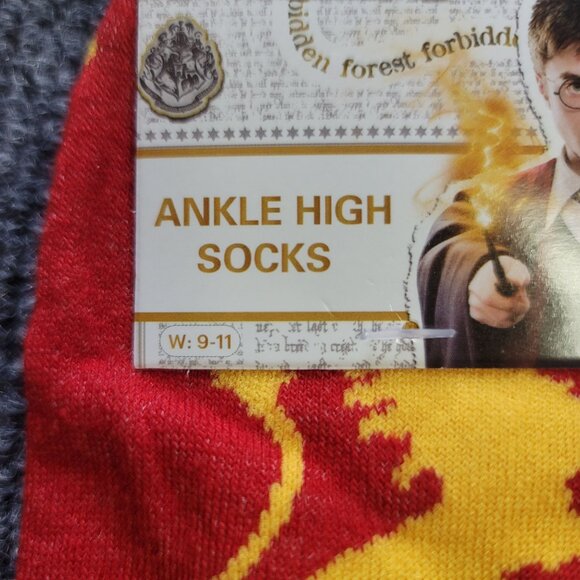 forest forbidd
ANKLE HIGH
SOCKS
W: 9-11